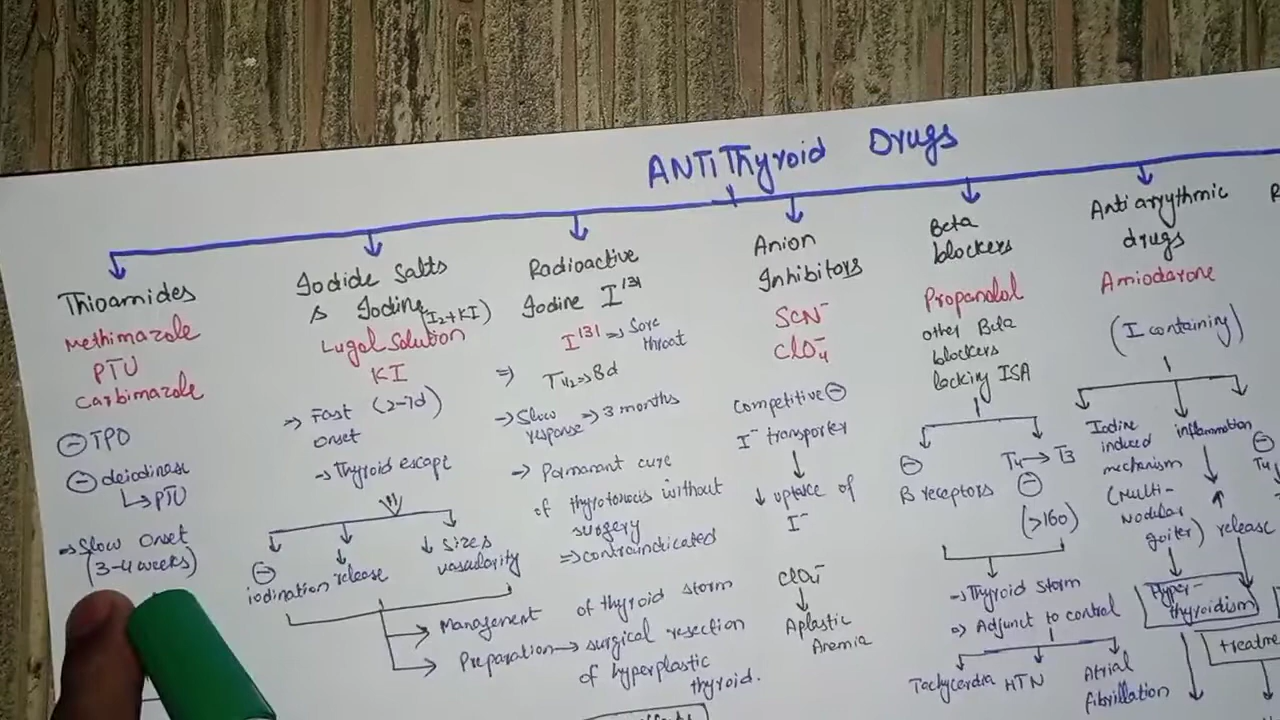 ANTIThyroid Drugs
Thioamides
Methimazole
PTU
Carbimazole
⊖ TPO
⊖ deiodinase
↳ PTU
⇒ Slow Onset
(3-4 weeks)
Iodide Salts
& Iodine (I2+KI)
Lugol Solution
KI
→ Fast (2-7d)
onset
→ Thyroid escape
⊖
iodination
↓
release
↓ Sizes
vascularity
→ Management of thyroid storm
→ Preparation → surgical resection
of hyperplastic
thyroid.
Radioactive
Iodine I131
I131 ⇒ Sore
throat
⇒ T1/2 ⇒ 8d
→ Slow
response ⇒ 3 months
→ Permanant cure
of thyrotonocis without
surgery
⇒ contraindicated
Anion
Inhibitors
SCN-
ClO4-
Competitive ⊖
I- transporter
↓
↓ uptake of
I-
ClO4-
↓
Aplastic
Anemia
Beta
blockers
Propanolol
other Beta
blockers
lacking ISA
⊖
B receptors
T4 → T3
⊖
(>160)
→ Thyroid storm
⇒ Adjunct to control
Tachycerdia
HTN
Atrial
fibrillation
Anti arrythmic
drugs
Amiodarone
(I containing)
Iodine
induced
mechanism
(Multi-
nodular
goiter)
inflammation
↓
↑
release
Hyper-
thyroidism
⊖
T4